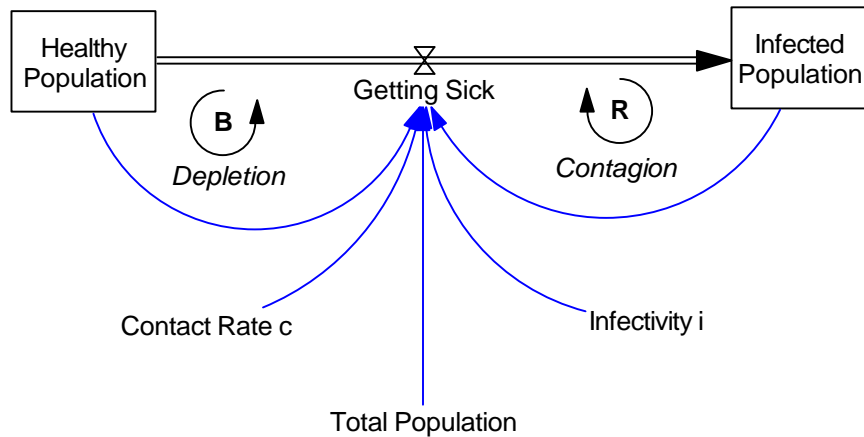 Healthy
Population
Infected
Population
Getting Sick
B
R
Depletion
Contagion
Contact Rate c
Infectivity i
Total Population